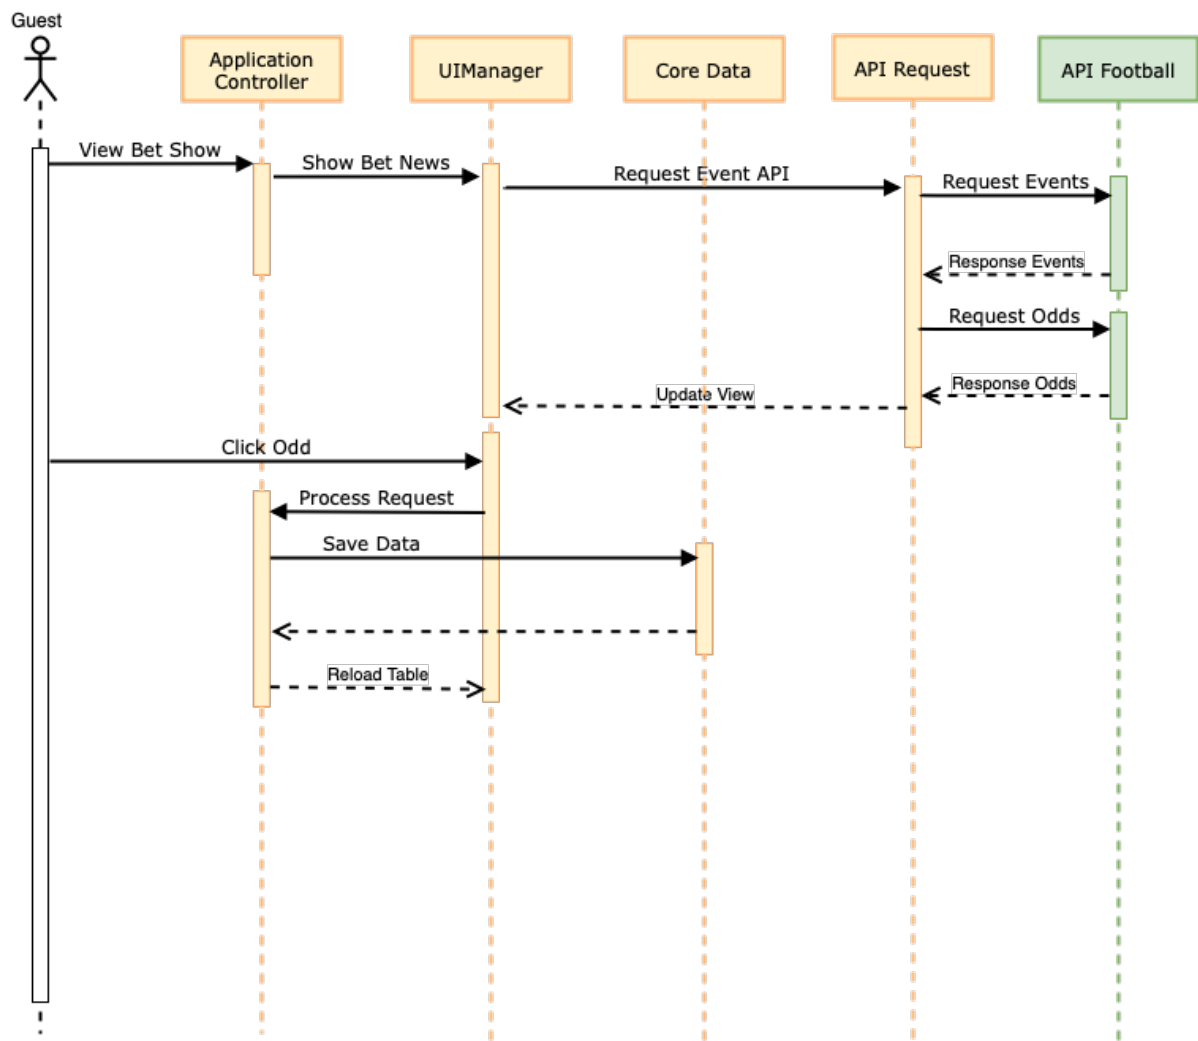 Guest
Application
Controller
UIManager
Core Data
API Request
API Football
View Bet Show
Show Bet News
Request Event API
Request Events
Response Events
Request Odds
Response Odds
Update View
Click Odd
Process Request
Save Data
Reload Table